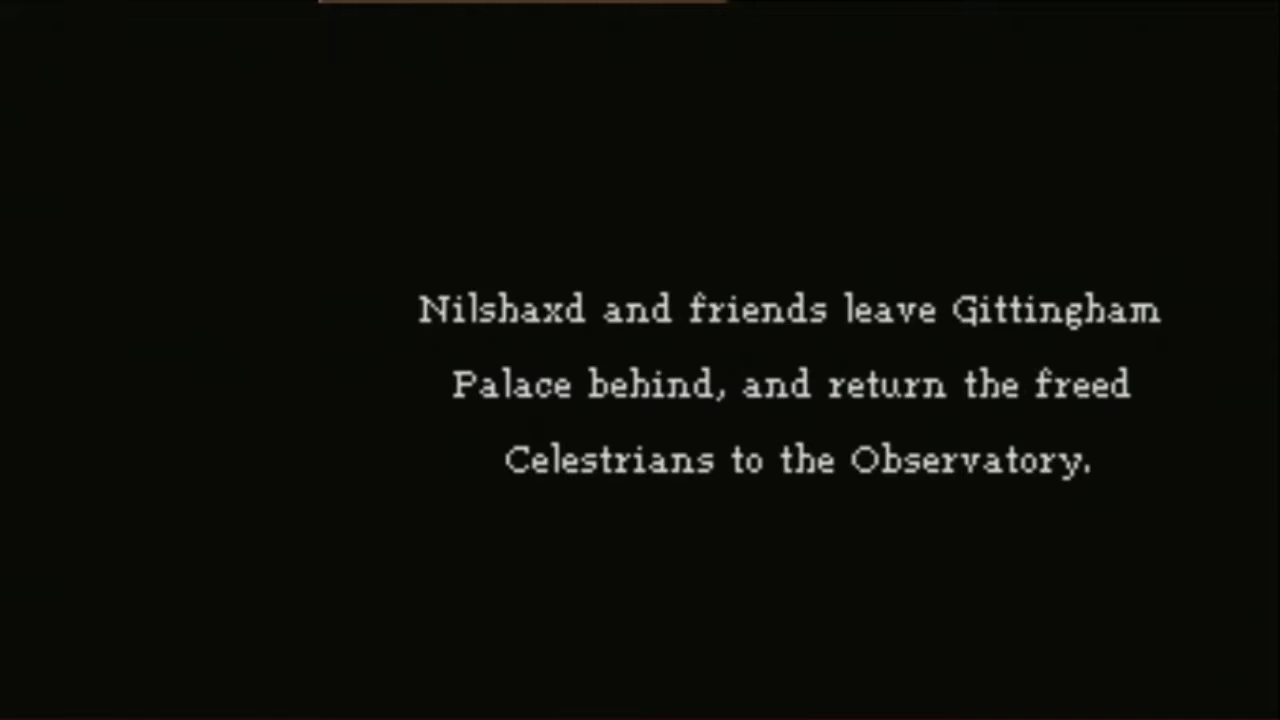 Nilshaxd and friends leave Gittingham
Palace behind, and return the freed
Celestrians to the Observatory.